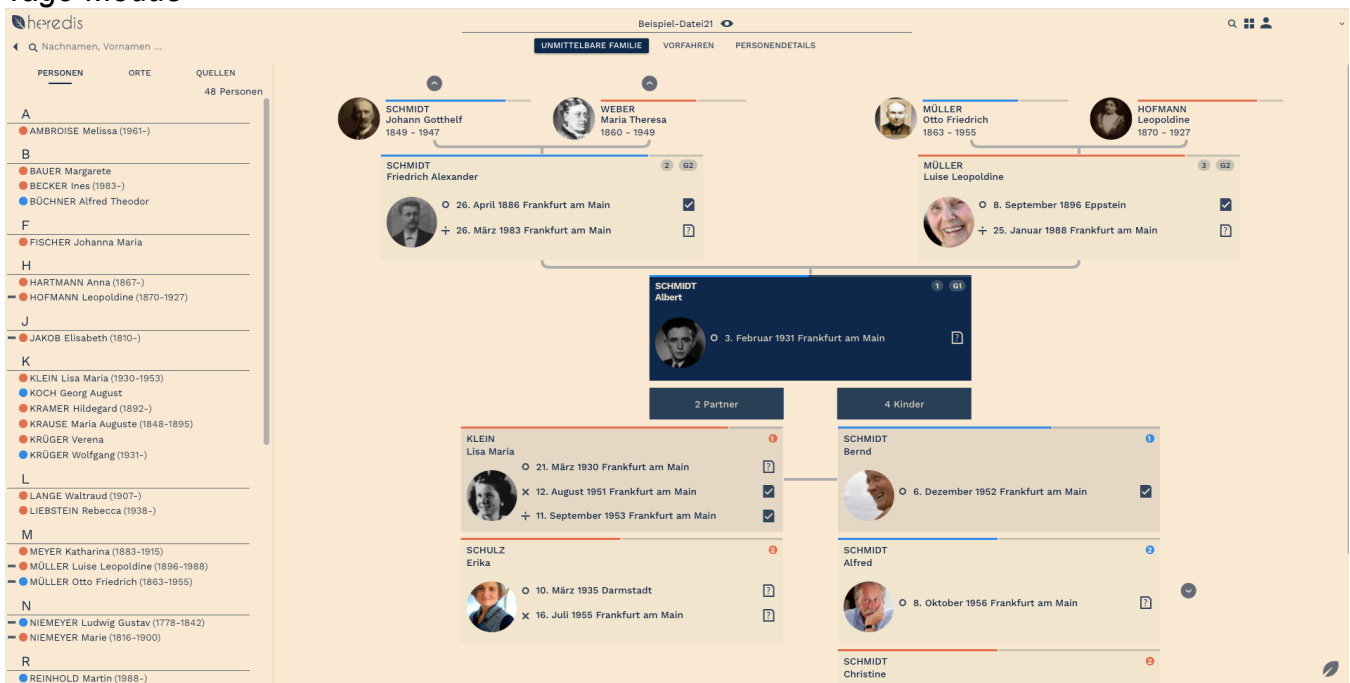 heredis
Beispiel-Datei21
Nachnamen, Vornamen ...
UNMITTELBARE FAMILIE
VORFAHREN
PERSONENDETAILS
PERSONEN
ORTE
QUELLEN
48 Personen
A
AMBROISE Melissa (1961-)
B
BAUER Margarete
BECKER Ines (1983-)
BÜCHNER Alfred Theodor
F
FISCHER Johanna Maria
H
HARTMANN Anna (1867-)
HOFMANN Leopoldine (1870-1927)
J
JAKOB Elisabeth (1810-)
K
KLEIN Lisa Maria (1930-1953)
KOCH Georg August
KRAMER Hildegard (1892-)
KRAUSE Maria Auguste (1848-1895)
KRÜGER Verena
KRÜGER Wolfgang (1931-)
L
LANGE Waltraud (1907-)
LIEBSTEIN Rebecca (1938-)
M
MEYER Katharina (1883-1915)
MÜLLER Luise Leopoldine (1896-1988)
MÜLLER Otto Friedrich (1863-1955)
N
NIEMEYER Ludwig Gustav (1778-1842)
NIEMEYER Marie (1816-1900)
R
REINHOLD Martin (1988-)
SCHMIDT
Johann Gotthelf
1849 - 1947
WEBER
Maria Theresa
1860 - 1949
MÜLLER
Otto Friedrich
1863 - 1955
HOFMANN
Leopoldine
1870 - 1927
SCHMIDT 2 G2
Friedrich Alexander
26. April 1886 Frankfurt am Main
26. März 1983 Frankfurt am Main ?
MÜLLER 3 G2
Luise Leopoldine
8. September 1896 Eppstein
25. Januar 1988 Frankfurt am Main ?
SCHMIDT 1 G1
Albert
3. Februar 1931 Frankfurt am Main ?
2 Partner
4 Kinder
KLEIN 1
Lisa Maria
21. März 1930 Frankfurt am Main ?
12. August 1951 Frankfurt am Main
11. September 1953 Frankfurt am Main
SCHULZ 2
Erika
10. März 1935 Darmstadt ?
16. Juli 1955 Frankfurt am Main ?
SCHMIDT 1
Bernd
6. Dezember 1952 Frankfurt am Main
SCHMIDT 2
Alfred
8. Oktober 1956 Frankfurt am Main ?
SCHMIDT 2
Christine